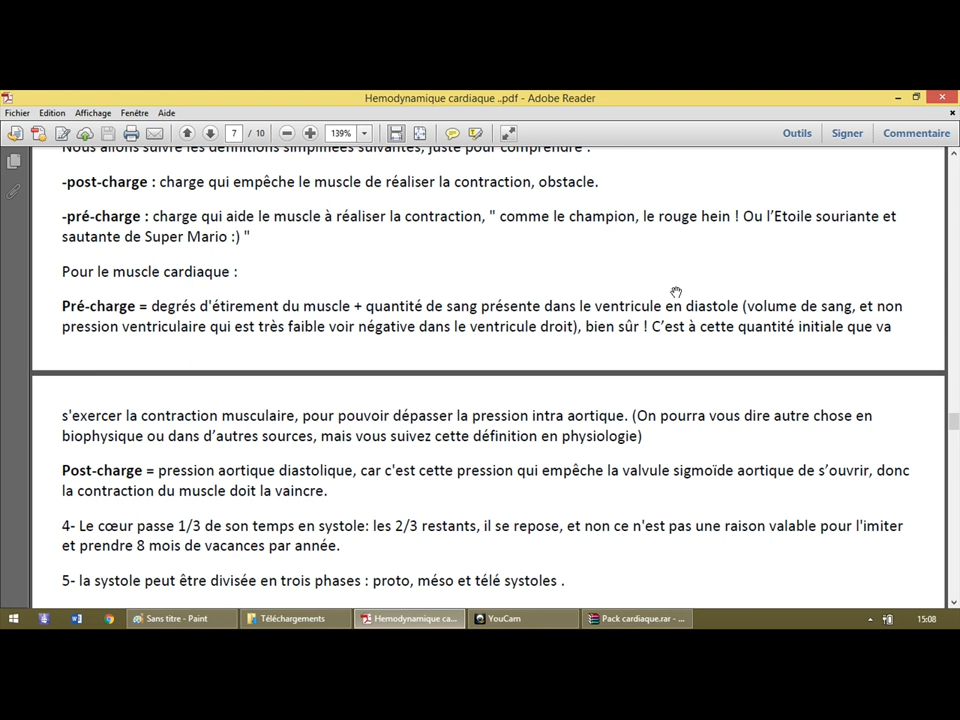 Hemodynamique cardiaque ..pdf - Adobe Reader
Fichier Edition Affichage Fenêtre Aide
7 / 10 139% Outils Signer Commentaire
Nous allons suivre les définitions simplifiées suivantes, juste pour comprendre :
-post-charge : charge qui empêche le muscle de réaliser la contraction, obstacle.
-pré-charge : charge qui aide le muscle à réaliser la contraction, " comme le champion, le rouge hein ! Ou l'Etoile souriante et
sautante de Super Mario :) "
Pour le muscle cardiaque :
Pré-charge = degrés d'étirement du muscle + quantité de sang présente dans le ventricule en diastole (volume de sang, et non
pression ventriculaire qui est très faible voir négative dans le ventricule droit), bien sûr ! C'est à cette quantité initiale que va
s'exercer la contraction musculaire, pour pouvoir dépasser la pression intra aortique. (On pourra vous dire autre chose en
biophysique ou dans d'autres sources, mais vous suivez cette définition en physiologie)
Post-charge = pression aortique diastolique, car c'est cette pression qui empêche la valvule sigmoïde aortique de s'ouvrir, donc
la contraction du muscle doit la vaincre.
4- Le cœur passe 1/3 de son temps en systole: les 2/3 restants, il se repose, et non ce n'est pas une raison valable pour l'imiter
et prendre 8 mois de vacances par année.
5- la systole peut être divisée en trois phases : proto, méso et télé systoles .
Sans titre - Paint Téléchargements Hemodynamique ca... YouCam Pack cardiaque.rar - ... 15:08